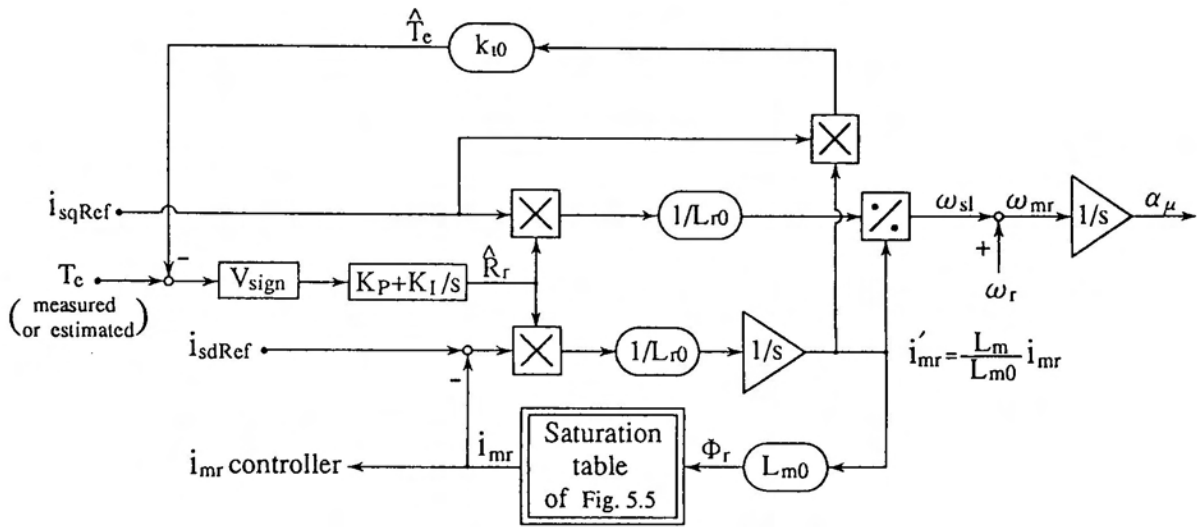 T̂e
kt0
isqRef
1/Lr0
ωsl
ωmr
1/s
αμ
-
+
ωr
Te
(measured
or estimated)
Vsign
KP+KI/s
R̂r
isdRef
-
1/Lr0
1/s
i'mr = Lm/Lm0 imr
imr controller
imr
Saturation
table
of Fig. 5.5
Φr
Lm0